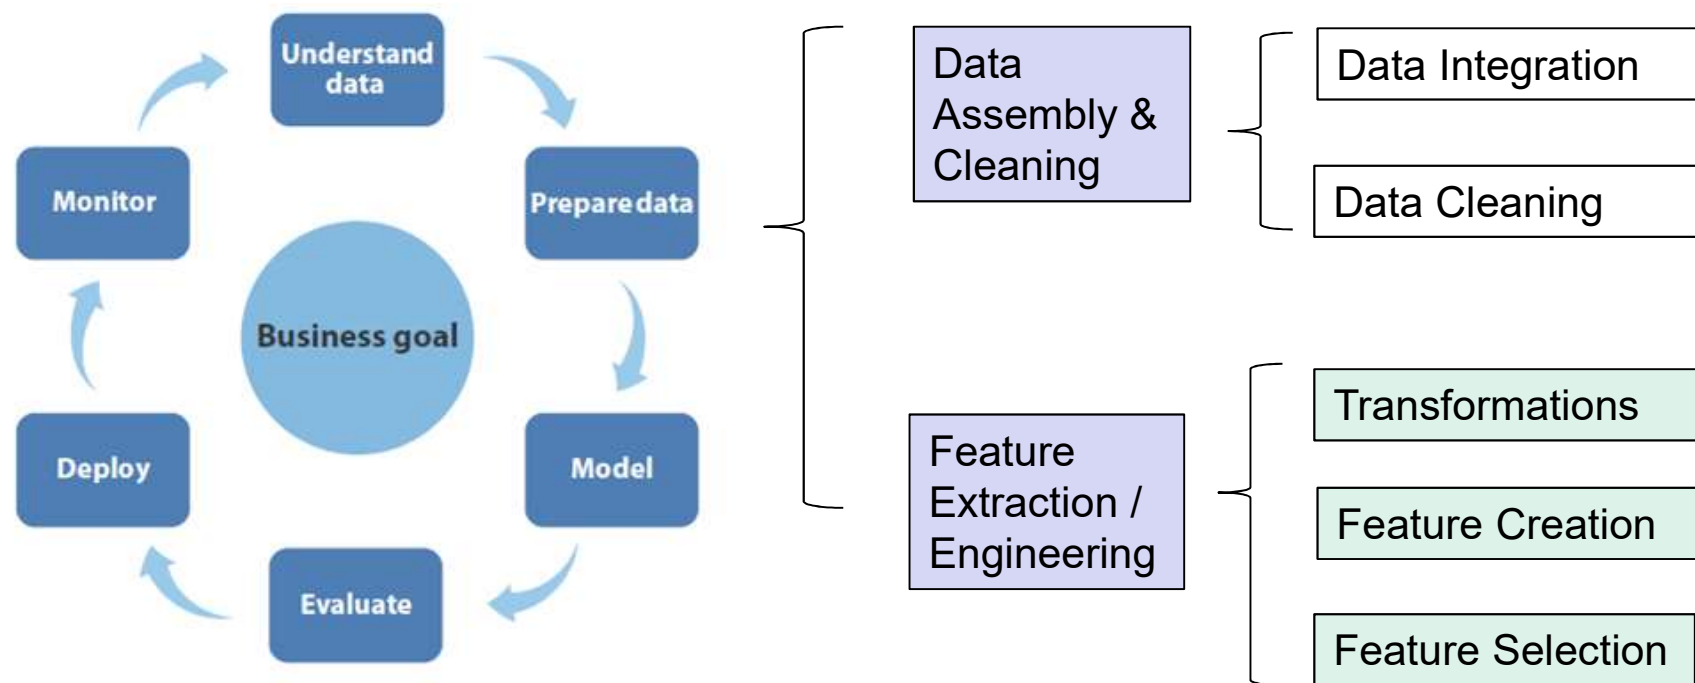 Understand
data
Prepare data
Model
Evaluate
Deploy
Monitor
Business goal
Data
Assembly &
Cleaning
Data Integration
Data Cleaning
Feature
Extraction /
Engineering
Transformations
Feature Creation
Feature Selection